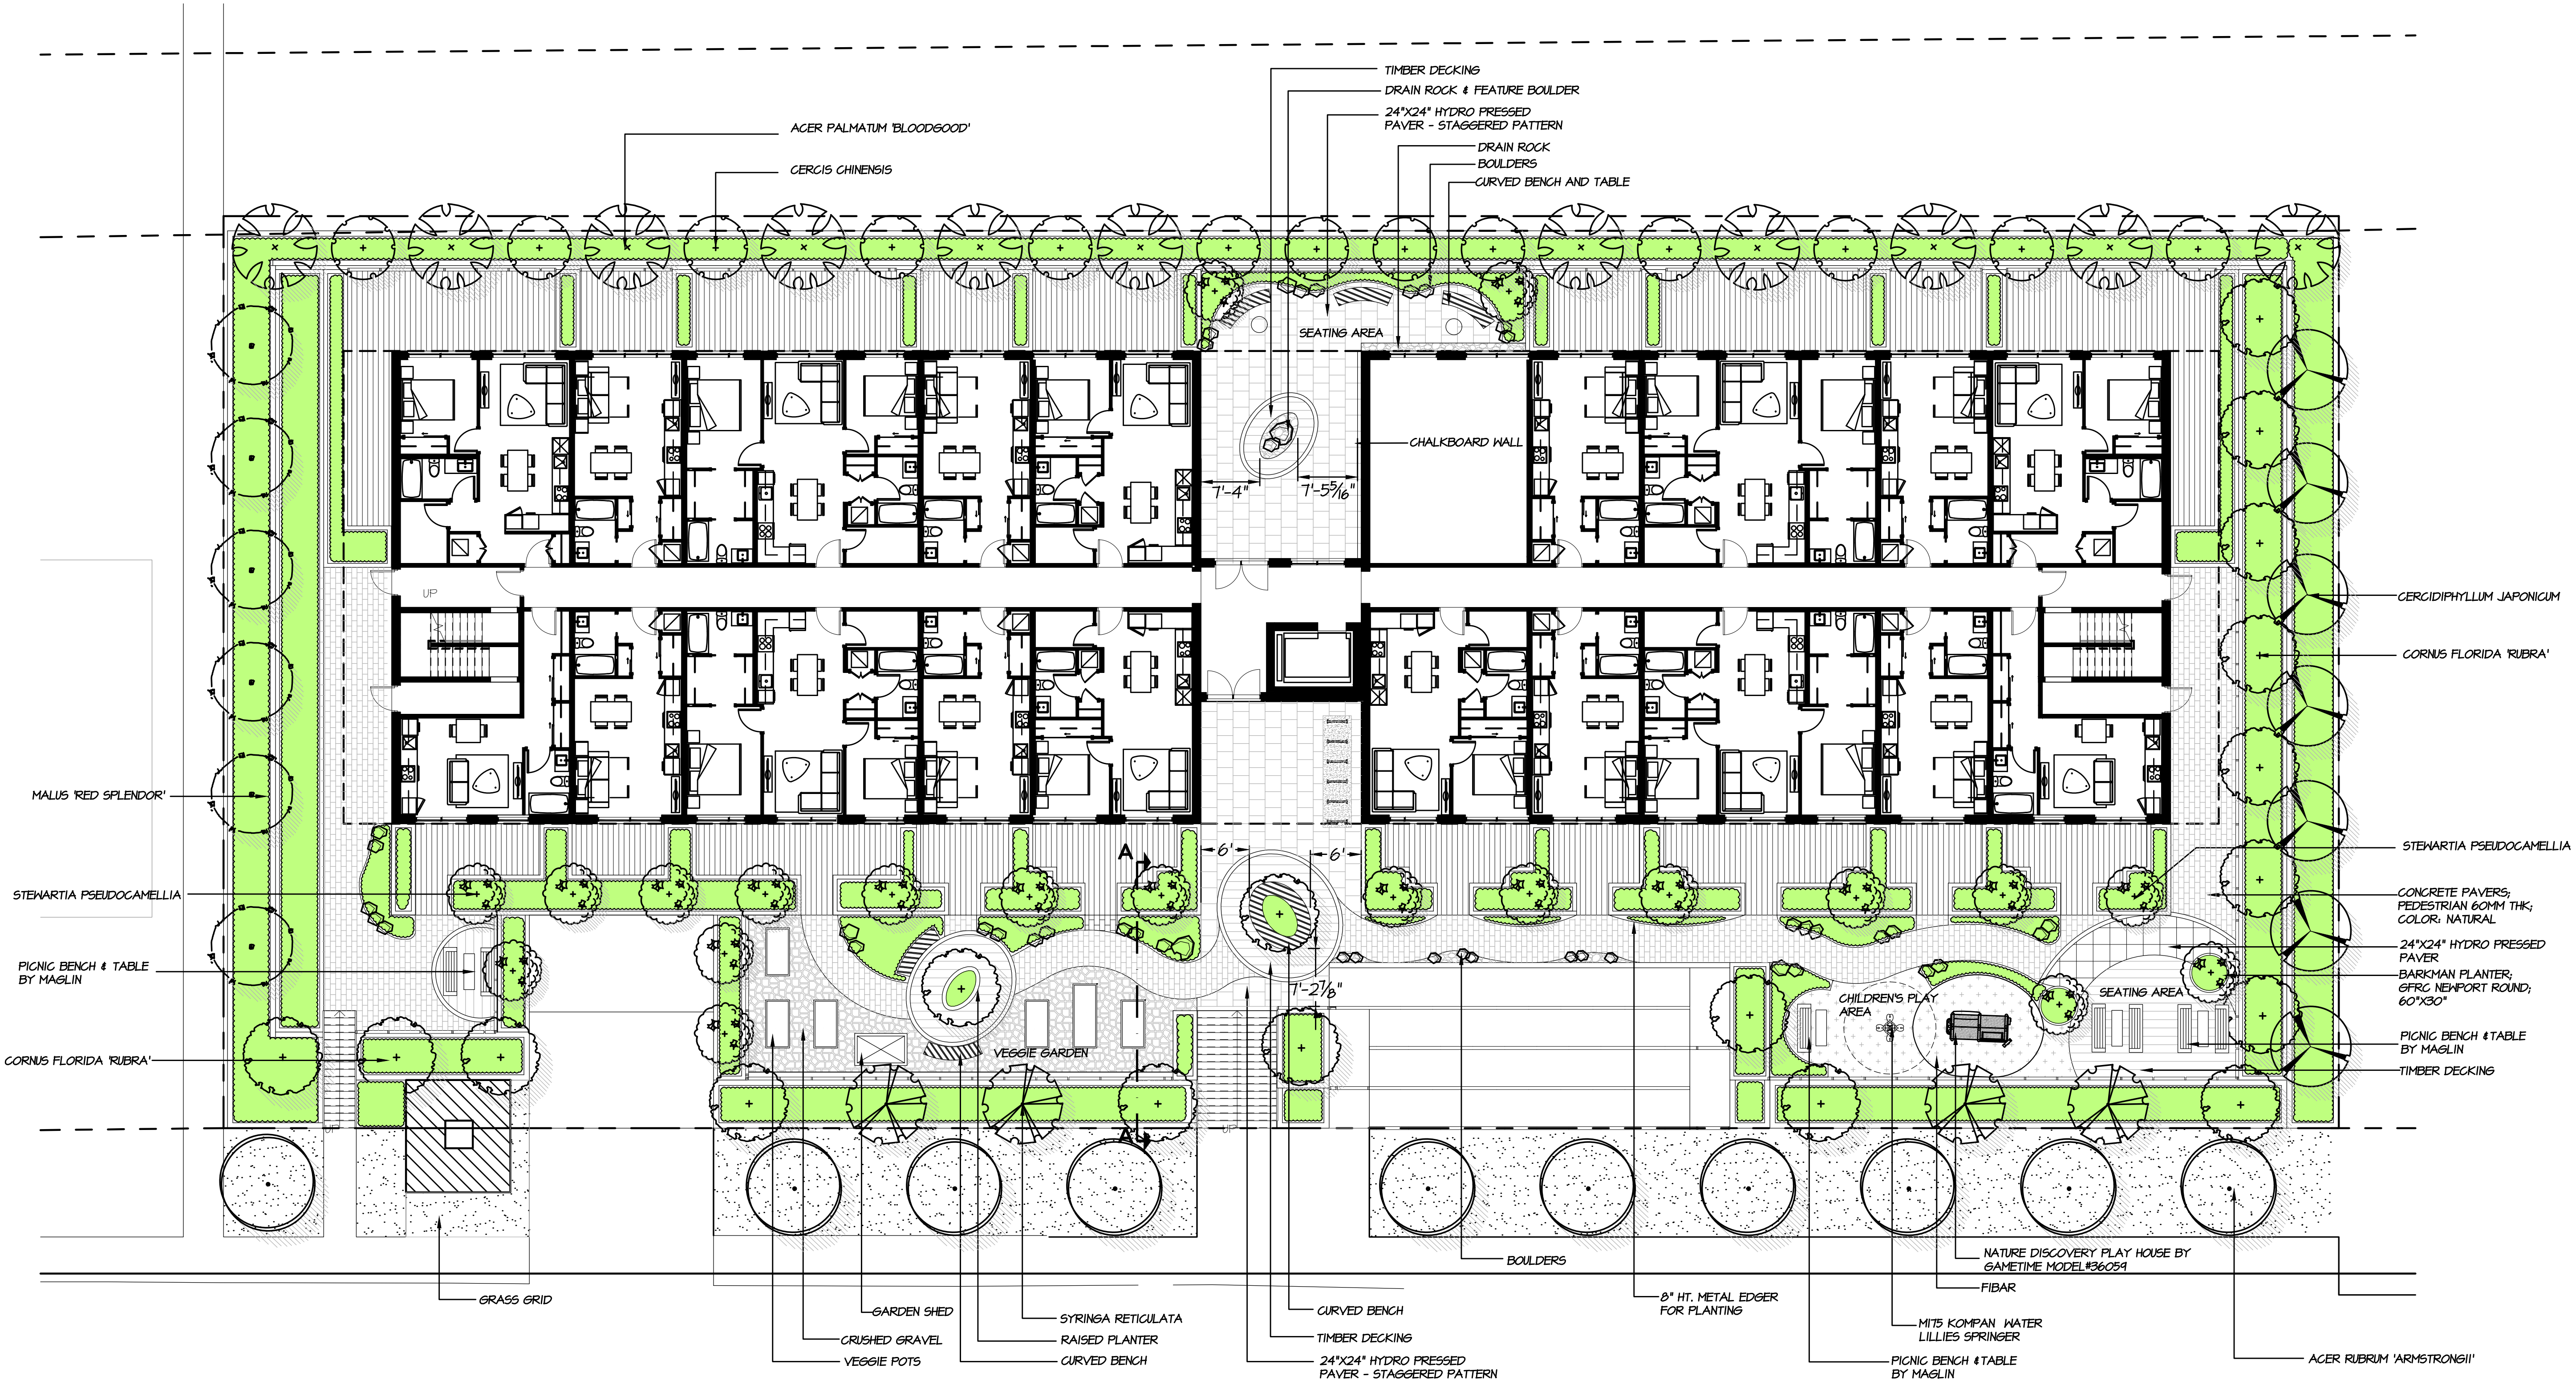 TIMBER DECKING
DRAIN ROCK & FEATURE BOULDER
24"X24" HYDRO PRESSED
PAVER - STAGGERED PATTERN
DRAIN ROCK
BOULDERS
CURVED BENCH AND TABLE
ACER PALMATUM 'BLOODGOOD'
CERCIS CHINENSIS
SEATING AREA
CHALKBOARD WALL
7'-4"
7'-5 5/16"
UP
CERCIDIPHYLLUM JAPONICUM
CORNUS FLORIDA 'RUBRA'
MALUS 'RED SPLENDOR'
STEWARTIA PSEUDOCAMELLIA
A
6'
6'
STEWARTIA PSEUDOCAMELLIA
CONCRETE PAVERS;
PEDESTRIAN 60MM THK;
COLOR: NATURAL
24"X24" HYDRO PRESSED
PAVER
PICNIC BENCH & TABLE
BY MAGLIN
7'-2 7/8"
CHILDREN'S PLAY
AREA
SEATING AREA
BARKMAN PLANTER;
GFRC NEWPORT ROUND;
60"X30"
VEGGIE GARDEN
CORNUS FLORIDA 'RUBRA'
PICNIC BENCH & TABLE
BY MAGLIN
TIMBER DECKING
UP
A'
UP
GRASS GRID
GARDEN SHED
CRUSHED GRAVEL
VEGGIE POTS
SYRINGA RETICULATA
RAISED PLANTER
CURVED BENCH
CURVED BENCH
TIMBER DECKING
24"X24" HYDRO PRESSED
PAVER - STAGGERED PATTERN
BOULDERS
8" HT. METAL EDGER
FOR PLANTING
NATURE DISCOVERY PLAY HOUSE BY
GAMETIME MODEL#36059
FIBAR
M175 KOMPAN WATER
LILLIES SPRINGER
PICNIC BENCH & TABLE
BY MAGLIN
ACER RUBRUM 'ARMSTRONGII'